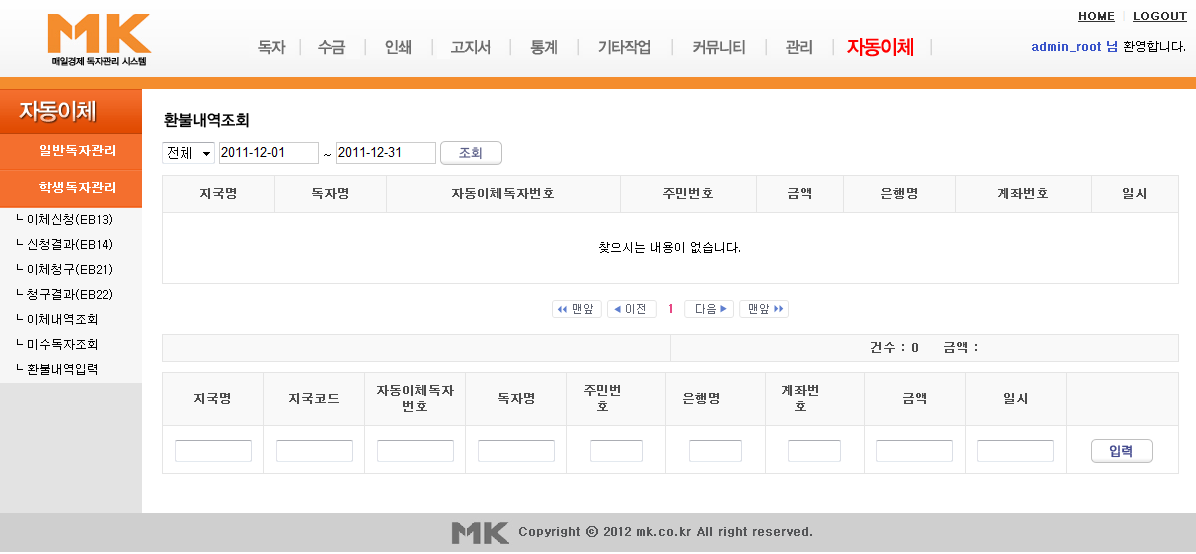 HOME | LOGOUT
MK
매일경제 독자관리 시스템
독자 | 수금 | 인쇄 | 고지서 | 통계 | 기타작업 | 커뮤니티 | 관리 | 자동이체 |
admin_root 님 환영합니다.
자동이체
일반독자관리
학생독자관리
┗ 이체신청(EB13)
┗ 신청결과(EB14)
┗ 이체청구(EB21)
┗ 청구결과(EB22)
┗ 이체내역조회
┗ 미수독자조회
┗ 환불내역입력
환불내역조회
전체 2011-12-01 ~ 2011-12-31 조회
지국명 독자명 자동이체독자번호 주민번호 금액 은행명 계좌번호 일시
찾으시는 내용이 없습니다.
맨앞 이전 1 다음 맨앞
건수 : 0 금액 :
지국명 지국코드 자동이체독자번호 독자명 주민번호 은행명 계좌번호 금액 일시
입력
MK Copyright ⓒ 2012 mk.co.kr All right reserved.